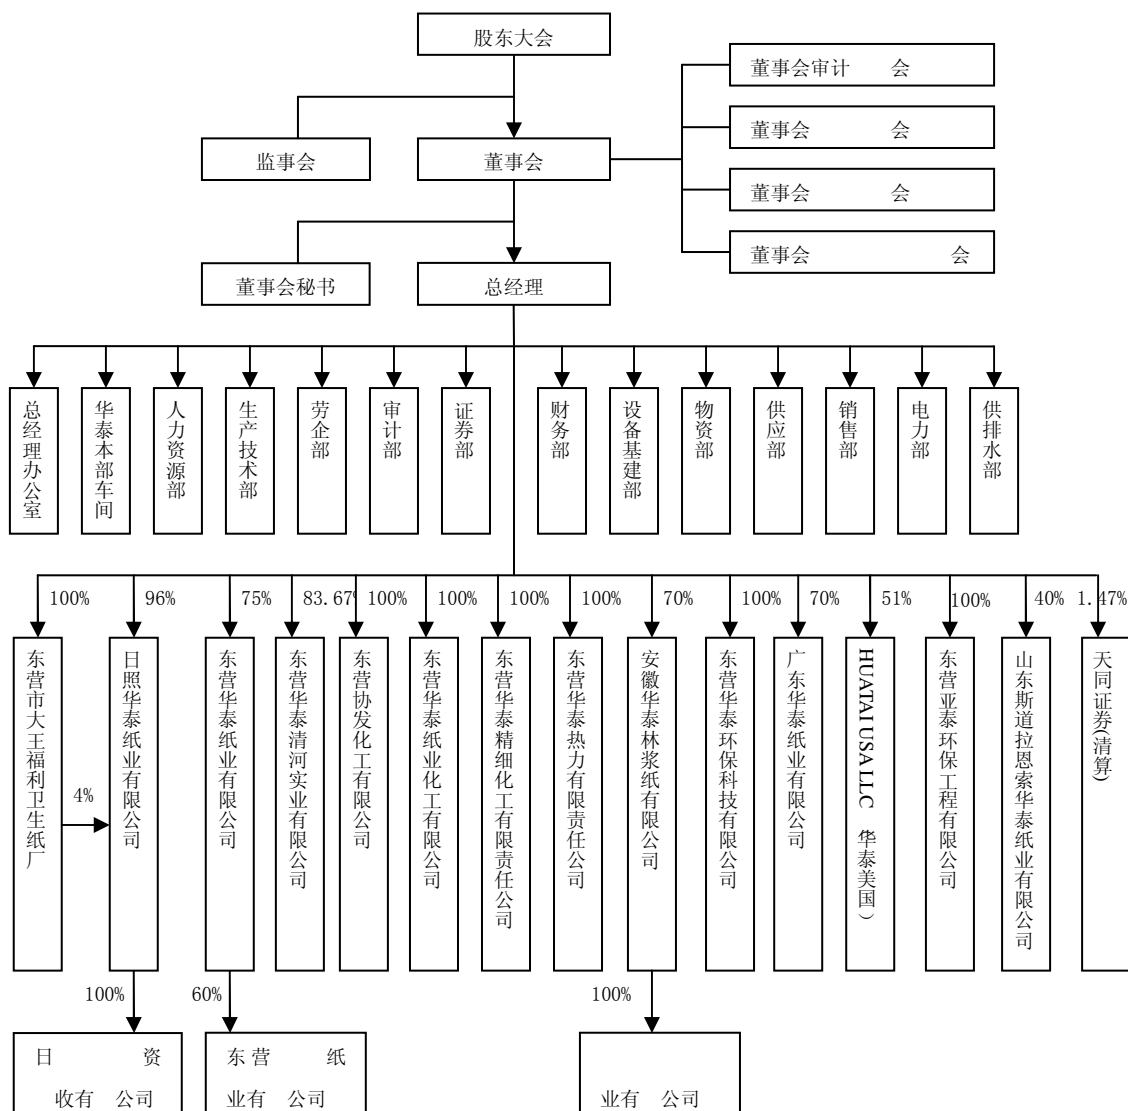 股东大会
董事会审计 会
董事会 会
监事会
董事会
董事会 会
董事会 会
董事会秘书
总经理
总经理办公室
华泰本部车间
人力资源部
生产技术部
劳企部
审计部
证券部
财务部
设备基建部
物资部
供应部
销售部
电力部
供排水部
100%
96%
75%
83.67%
100%
100%
100%
100%
70%
100%
70%
51%
100%
40%
1.47%
东营市大王福利卫生纸厂
4%
日照华泰纸业有限公司
东营华泰纸业有限公司
东营华泰清河实业有限公司
东营协发化工有限公司
东营华泰纸业化工有限公司
东营华泰精细化工有限责任公司
东营华泰热力有限责任公司
安徽华泰林浆纸有限公司
东营华泰环保科技有限公司
广东华泰纸业有限公司
HUATAI USA LLC 华泰美国）
东营亚泰环保工程有限公司
山东斯道拉恩索华泰纸业有限公司
天同证券(清算)
100%
60%
100%
日 资
收有 公司
东营 纸
业有 公司
业有 公司